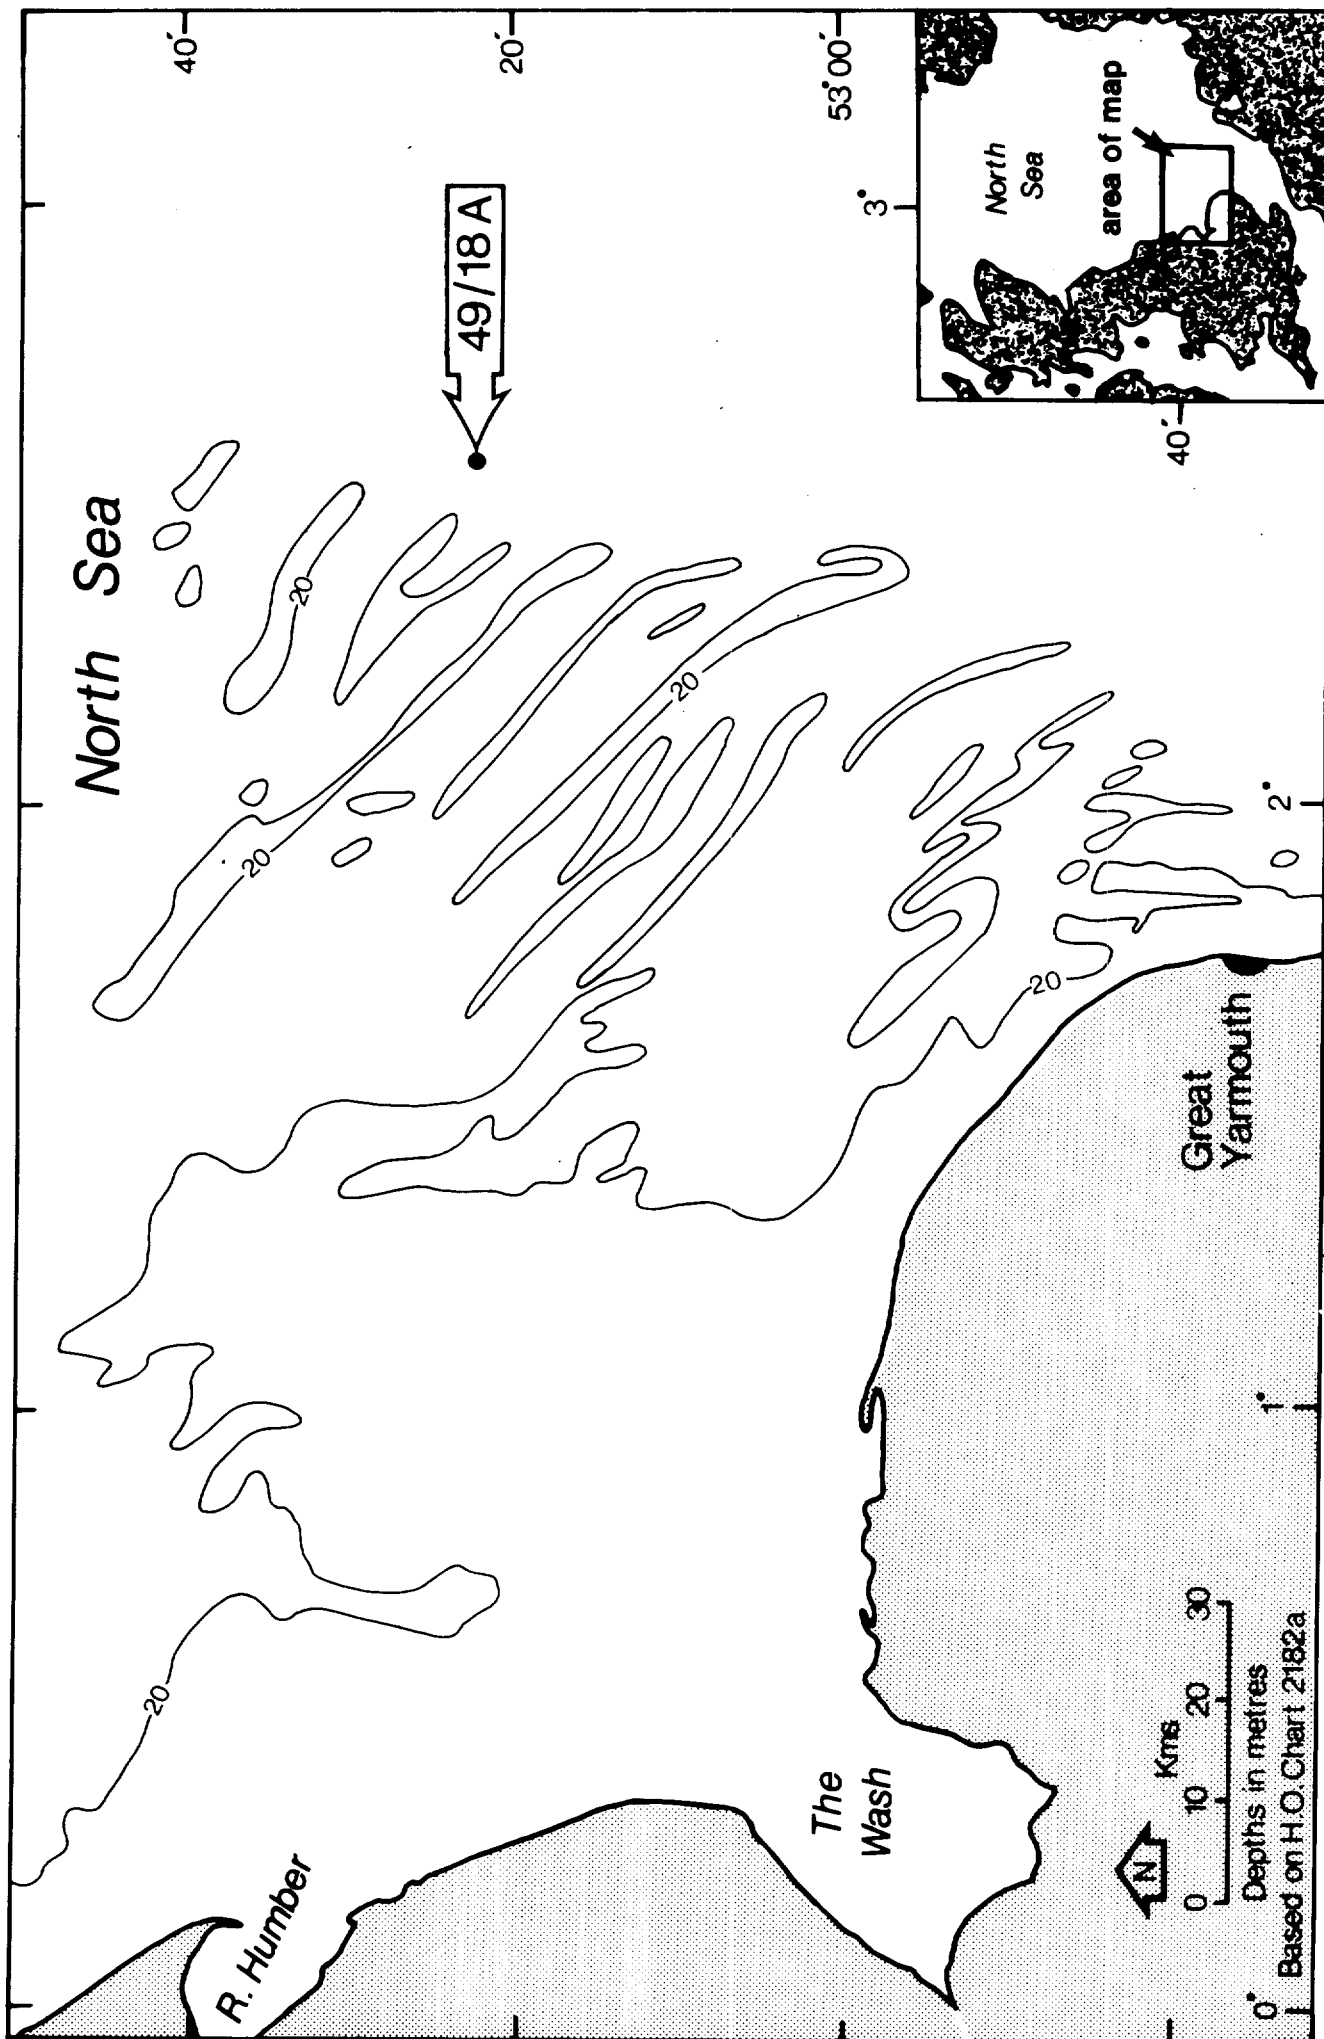 40′
20′
53°00′
40′
3°
2°
1°
0°
North Sea
49/18A
20
20
20
20
20
R. Humber
The
Wash
Great
Yarmouth
N
Kms
0 10 20 30
Depths in metres
Based on H.O. Chart 2182a
North
Sea
area of map